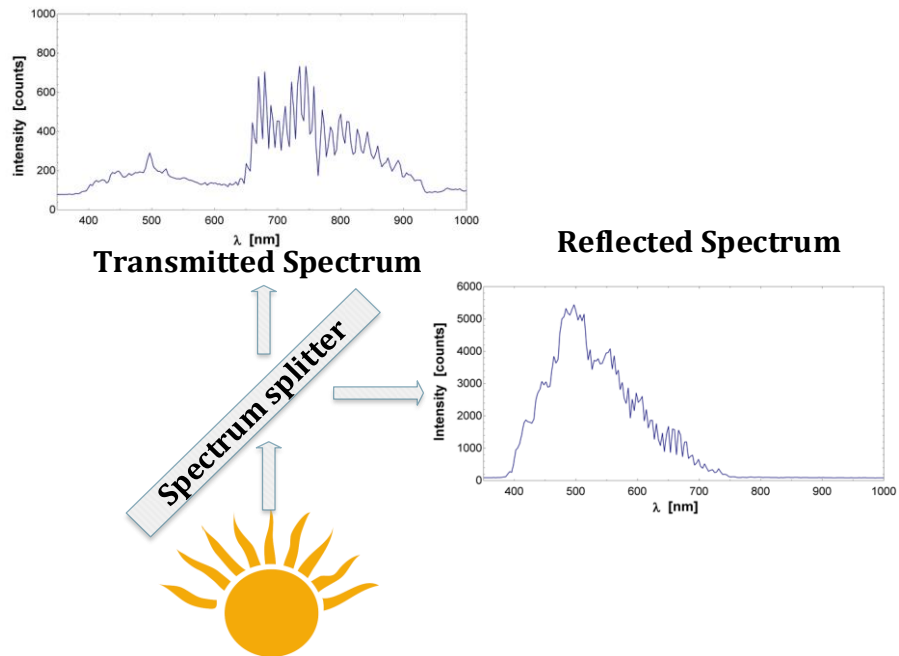 1000
800
600
400
200
0
intensity [counts]
400 500 600 700 800 900 1000
λ [nm]
Transmitted Spectrum
Reflected Spectrum
6000
5000
4000
3000
2000
1000
0
Intensity [counts]
400 500 600 700 800 900 1000
λ [nm]
Spectrum splitter